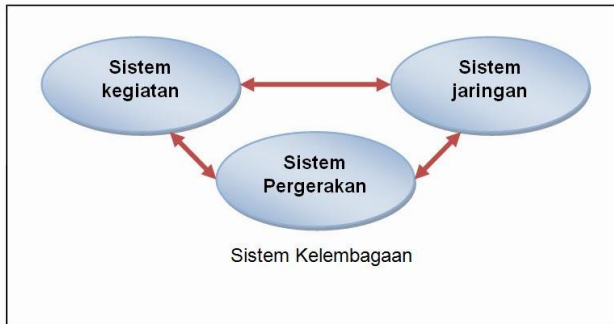 Sistem
kegiatan
Sistem
jaringan
Sistem
Pergerakan
Sistem Kelembagaan